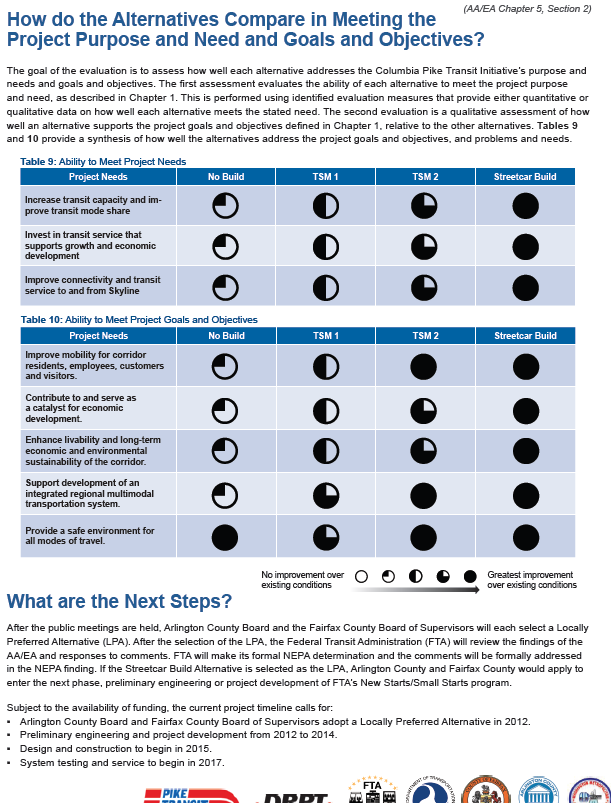 (AA/EA Chapter 5, Section 2)
How do the Alternatives Compare in Meeting the
Project Purpose and Need and Goals and Objectives?
The goal of the evaluation is to assess how well each alternative addresses the Columbia Pike Transit Initiative's purpose and
needs and goals and objectives. The first assessment evaluates the ability of each alternative to meet the project purpose
and need, as described in Chapter 1. This is performed using identified evaluation measures that provide either quantitative or
qualitative data on how well each alternative meets the stated need. The second evaluation is a qualitative assessment of how
well an alternative supports the project goals and objectives defined in Chapter 1, relative to the other alternatives. Tables 9
and 10 provide a synthesis of how well the alternatives address the project goals and objectives, and problems and needs.
Table 9: Ability to Meet Project Needs
Project Needs No Build TSM 1 TSM 2 Streetcar Build
Increase transit capacity and im-
prove transit mode share
Invest in transit service that
supports growth and economic
development
Improve connectivity and transit
service to and from Skyline
Table 10: Ability to Meet Project Goals and Objectives
Project Needs No Build TSM 1 TSM 2 Streetcar Build
Improve mobility for corridor
residents, employees, customers
and visitors.
Contribute to and serve as
a catalyst for economic
development.
Enhance livability and long-term
economic and environmental
sustainability of the corridor.
Support development of an
integrated regional multimodal
transportation system.
Provide a safe environment for
all modes of travel.
No improvement over Greatest improvement
existing conditions over existing conditions
What are the Next Steps?
After the public meetings are held, Arlington County Board and the Fairfax County Board of Supervisors will each select a Locally
Preferred Alternative (LPA). After the selection of the LPA, the Federal Transit Administration (FTA) will review the findings of the
AA/EA and responses to comments. FTA will make its formal NEPA determination and the comments will be formally addressed
in the NEPA finding. If the Streetcar Build Alternative is selected as the LPA, Arlington County and Fairfax County would apply to
enter the next phase, preliminary engineering or project development of FTA's New Starts/Small Starts program.
Subject to the availability of funding, the current project timeline calls for:
• Arlington County Board and Fairfax County Board of Supervisors adopt a Locally Preferred Alternative in 2012.
• Preliminary engineering and project development from 2012 to 2014.
• Design and construction to begin in 2015.
• System testing and service to begin in 2017.
PIKE
TRANSIT
DRPT
FTA